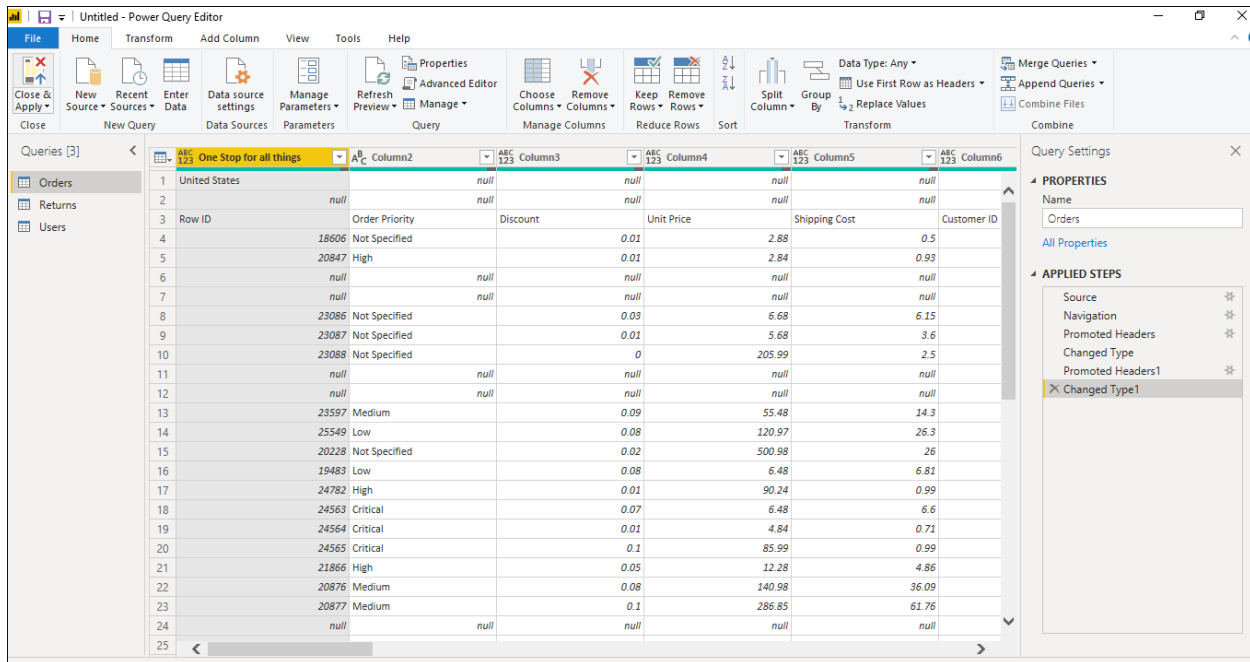 Untitled - Power Query Editor
File Home Transform Add Column View Tools Help
Close & Apply
New Source
Recent Sources
Enter Data
Data source settings
Manage Parameters
Refresh Preview
Properties
Advanced Editor
Manage
Choose Columns
Remove Columns
Keep Rows
Remove Rows
Split Column
Group By
Data Type: Any
Use First Row as Headers
Replace Values
Merge Queries
Append Queries
Combine Files
Close New Query Data Sources Parameters Query Manage Columns Reduce Rows Sort Transform Combine
Queries [3]
Orders
Returns
Users
ABC 123 One Stop for all things ABC Column2 ABC 123 Column3 ABC 123 Column4 ABC 123 Column5 ABC 123 Column6
1 United States null null null null
2 null null null null null
3 Row ID Order Priority Discount Unit Price Shipping Cost Customer ID
4 18606 Not Specified 0.01 2.88 0.5
5 20847 High 0.01 2.84 0.93
6 null null null null null
7 null null null null null
8 23086 Not Specified 0.03 6.68 6.15
9 23087 Not Specified 0.01 5.68 3.6
10 23088 Not Specified 0 205.99 2.5
11 null null null null null
12 null null null null null
13 23597 Medium 0.09 55.48 14.3
14 25549 Low 0.08 120.97 26.3
15 20228 Not Specified 0.02 500.98 26
16 19483 Low 0.08 6.48 6.81
17 24782 High 0.01 90.24 0.99
18 24563 Critical 0.07 6.48 6.6
19 24564 Critical 0.01 4.84 0.71
20 24565 Critical 0.1 85.99 0.99
21 21866 High 0.05 12.28 4.86
22 20876 Medium 0.08 140.98 36.09
23 20877 Medium 0.1 286.85 61.76
24 null null null null null
25
Query Settings
PROPERTIES
Name
Orders
All Properties
APPLIED STEPS
Source
Navigation
Promoted Headers
Changed Type
Promoted Headers1
Changed Type1